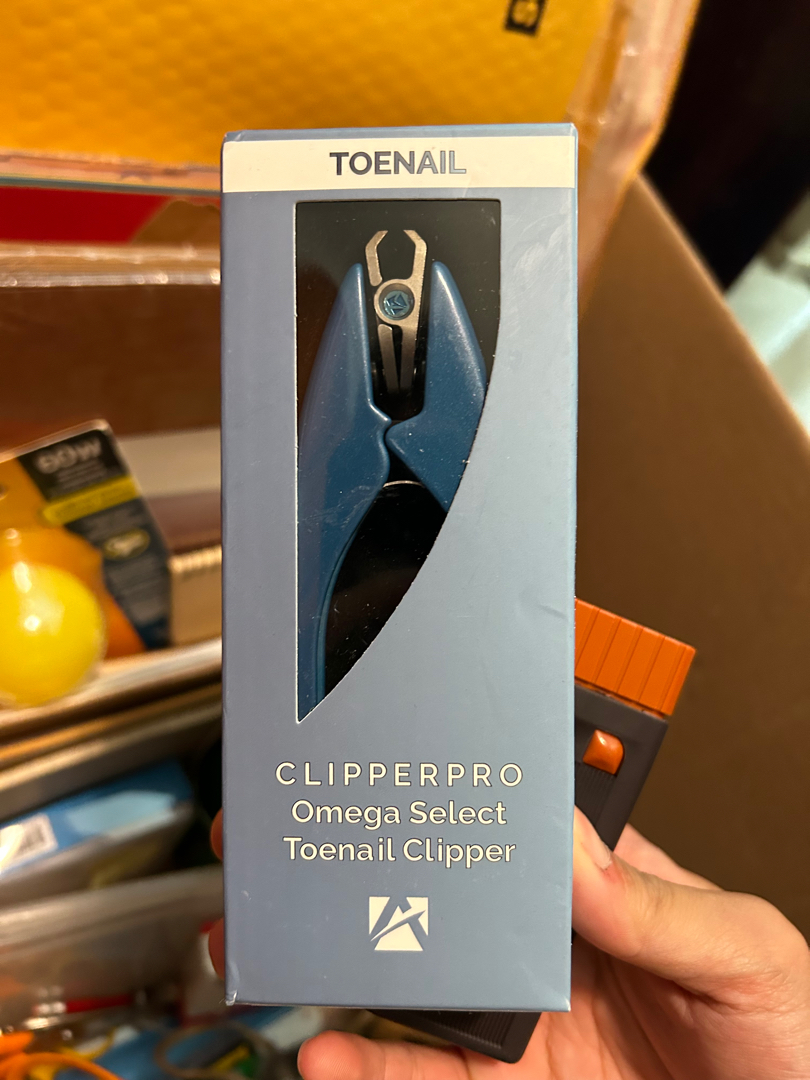 TOENAIL
60W
CLIPPERPRO
Omega Select
Toenail Clipper